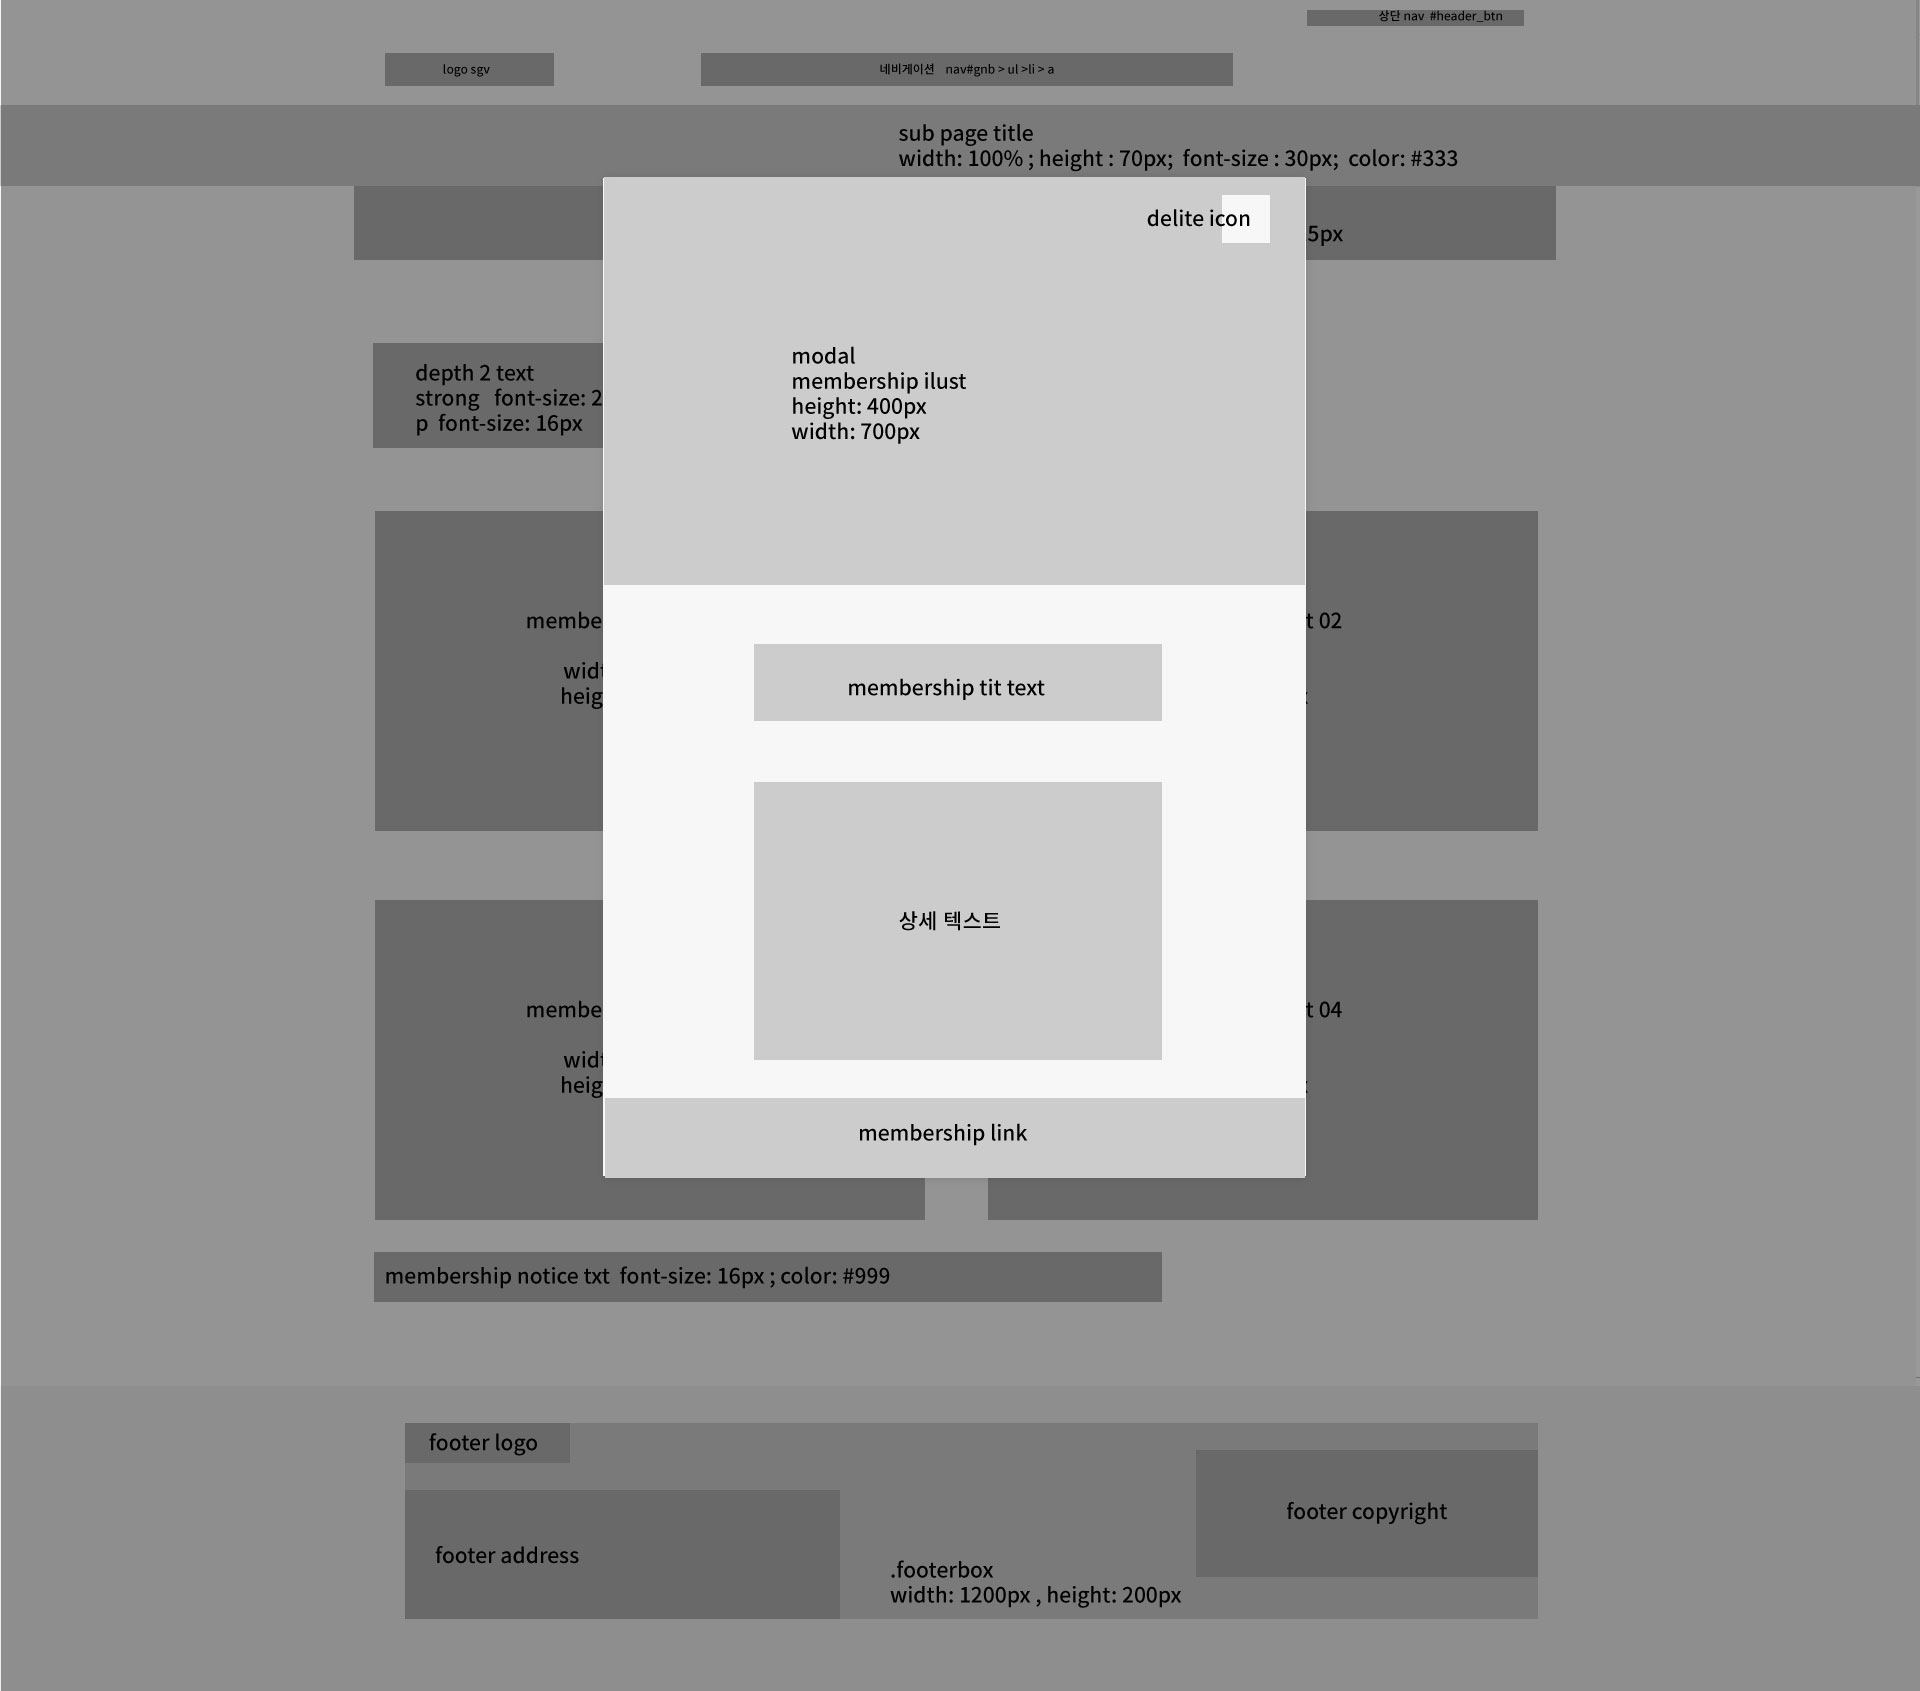 상단 nav  #header_btn
logo sgv
네비게이션    nav#gnb > ul >li > a
sub page title
width: 100% ; height : 70px;  font-size : 30px;  color: #333
delite icon
5px
modal
membership ilust
height: 400px
width: 700px
depth 2 text
strong   font-size: 2
p  font-size: 16px
membe
widt
heig
t 02
membership tit text
상세 텍스트
membe
widt
heig
t 04
membership link
membership notice txt  font-size: 16px ; color: #999
footer logo
footer address
.footerbox
width: 1200px , height: 200px
footer copyright